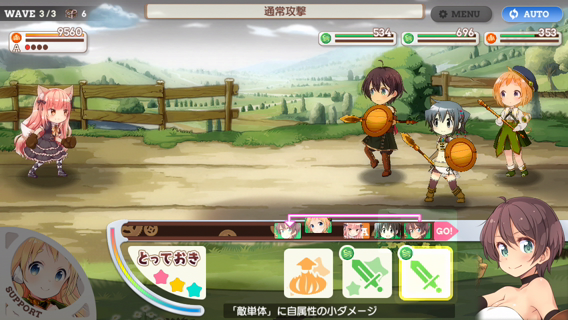 WAVE 3/3 6
通常攻撃
MENU
AUTO
9560
A
534
696
353
GO!
とっておき
SUPPORT
「敵単体」に自属性の小ダメージ